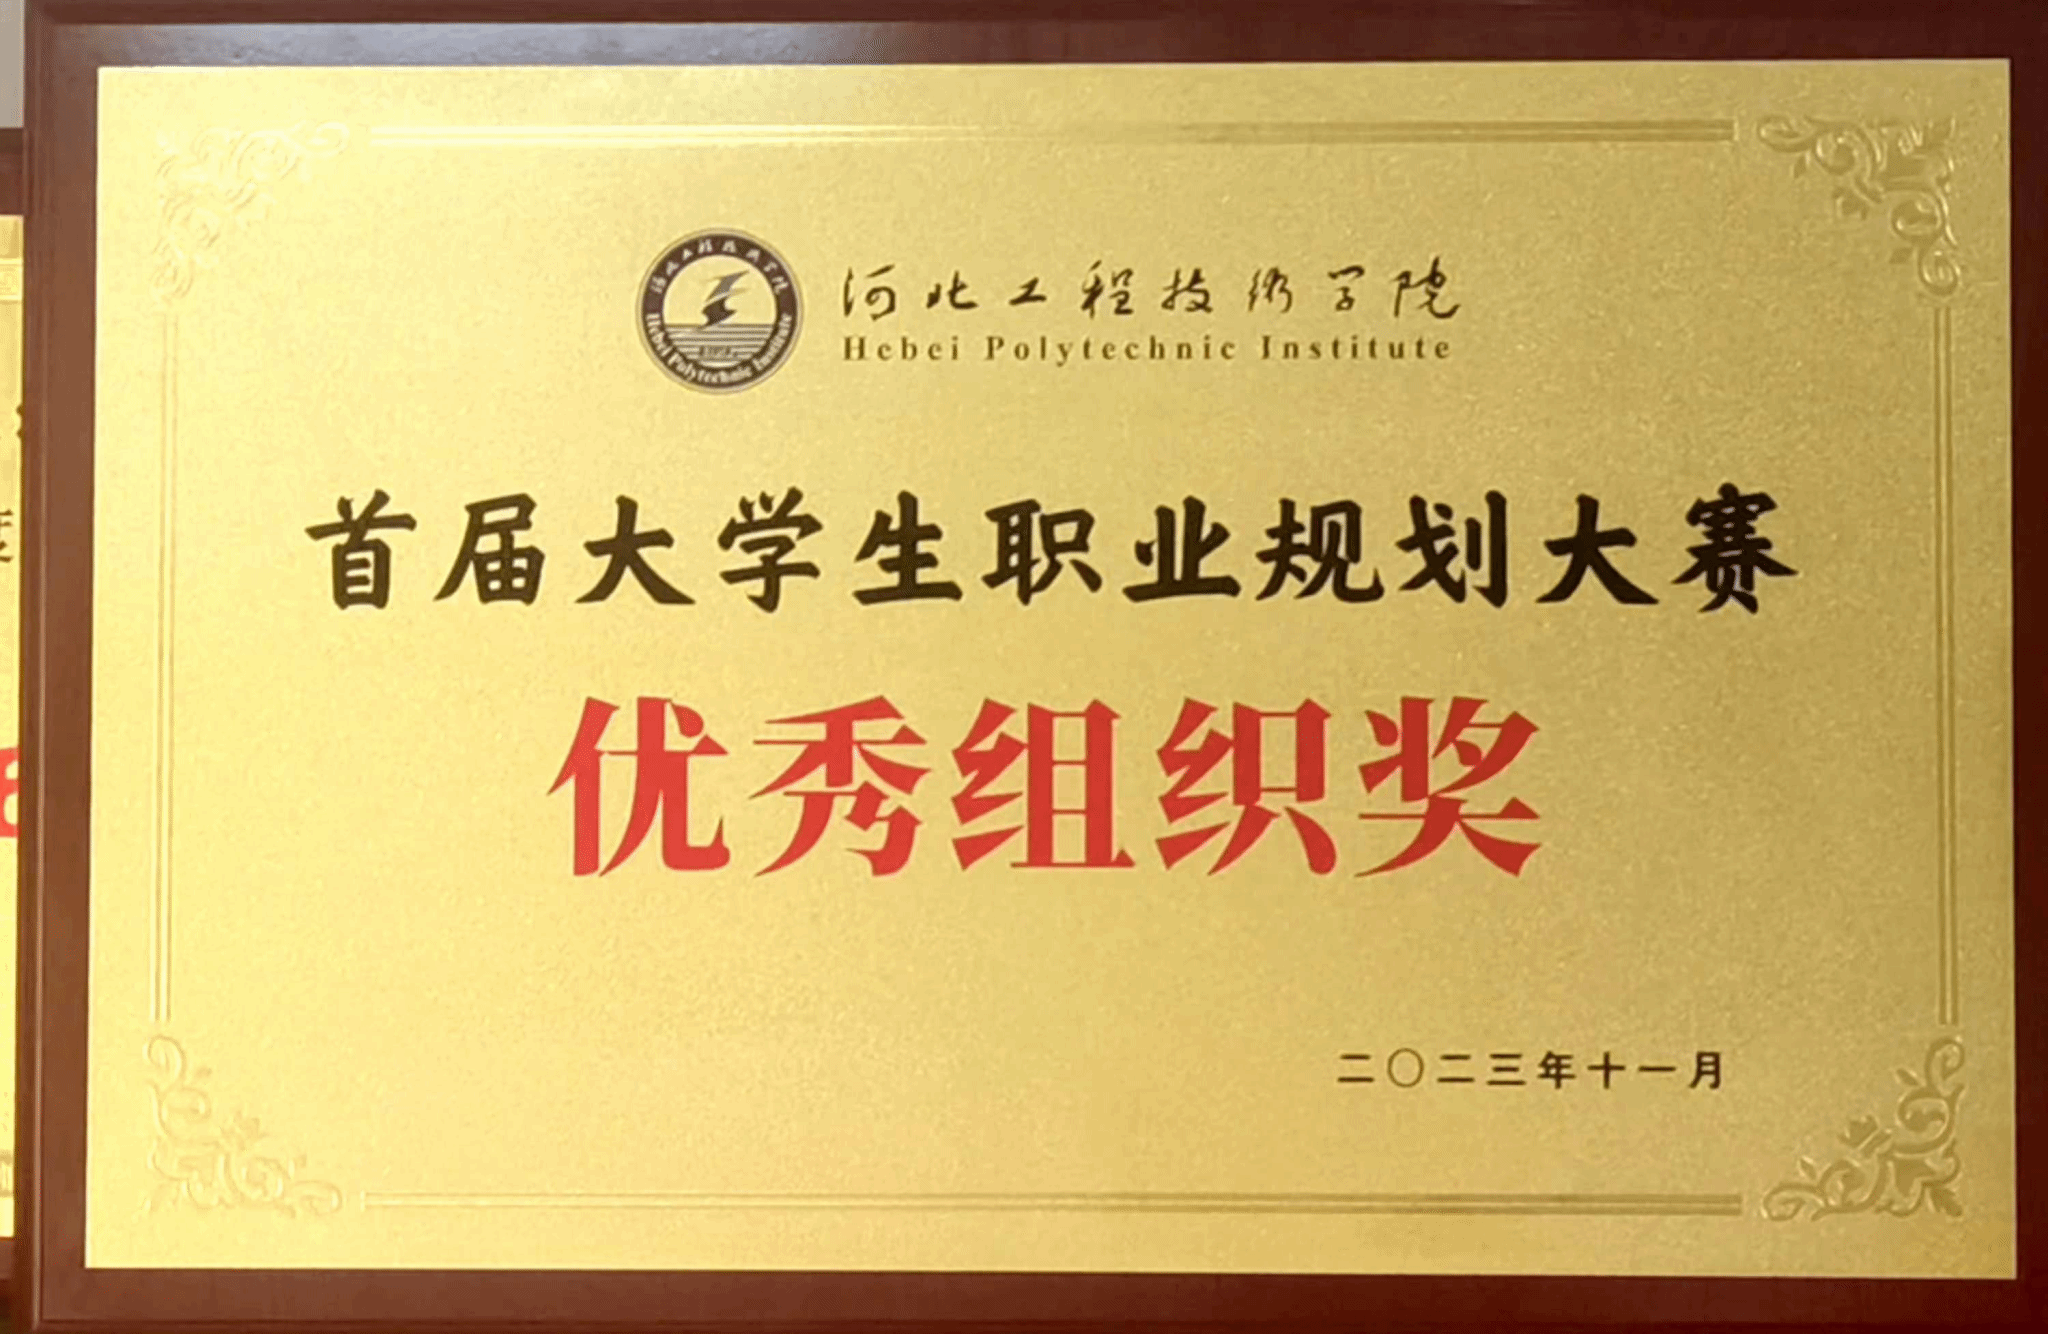 河北工程技术学院
Hebei Polytechnic Institute
首届大学生职业规划大赛
优秀组织奖
二〇二三年十一月